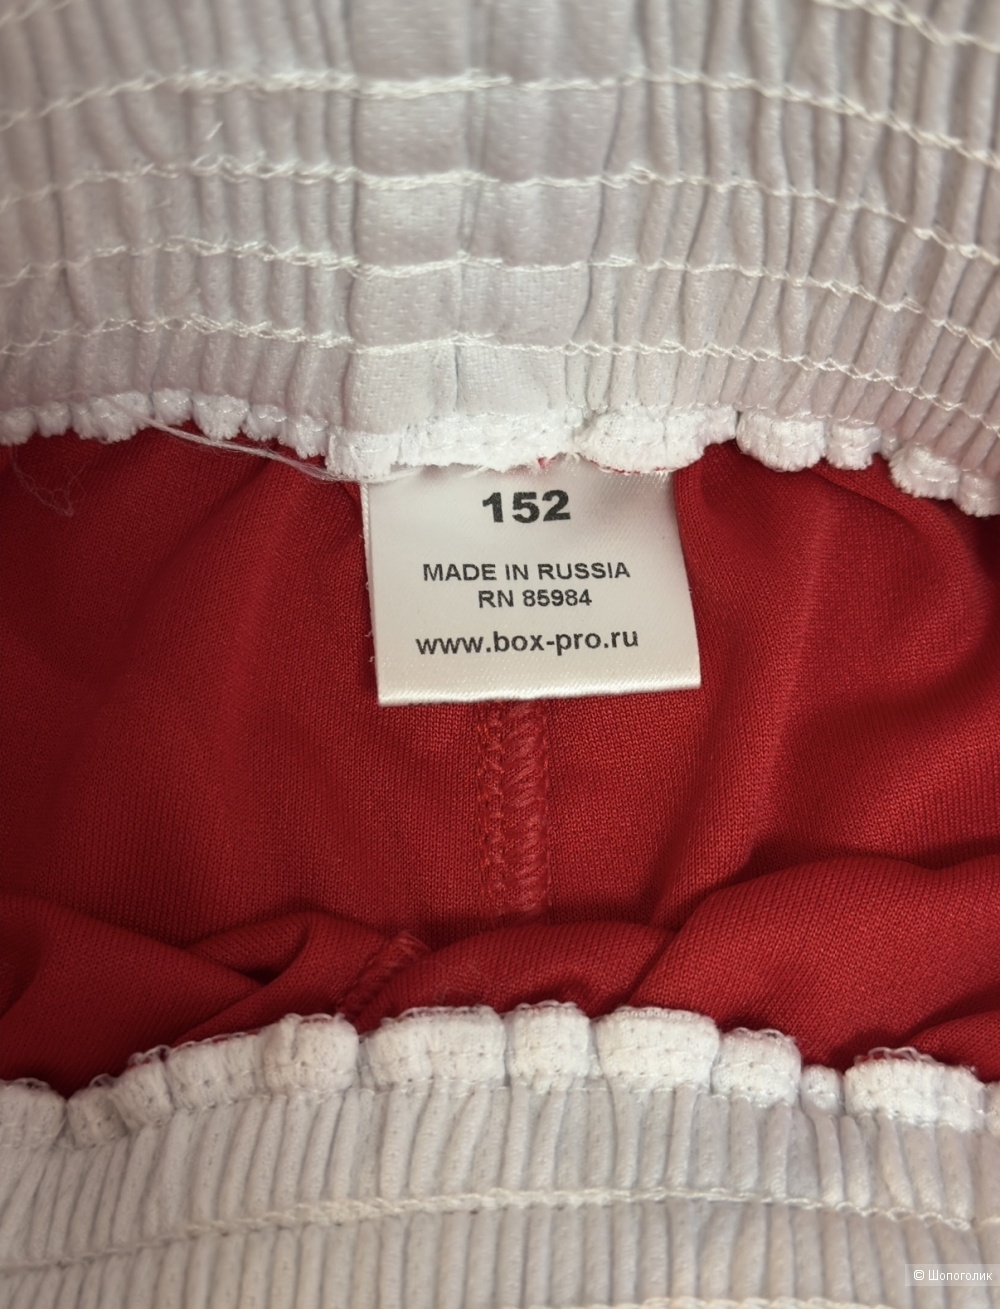 152
MADE IN RUSSIA
RN 85984
www.box-pro.ru
© Шопоголик